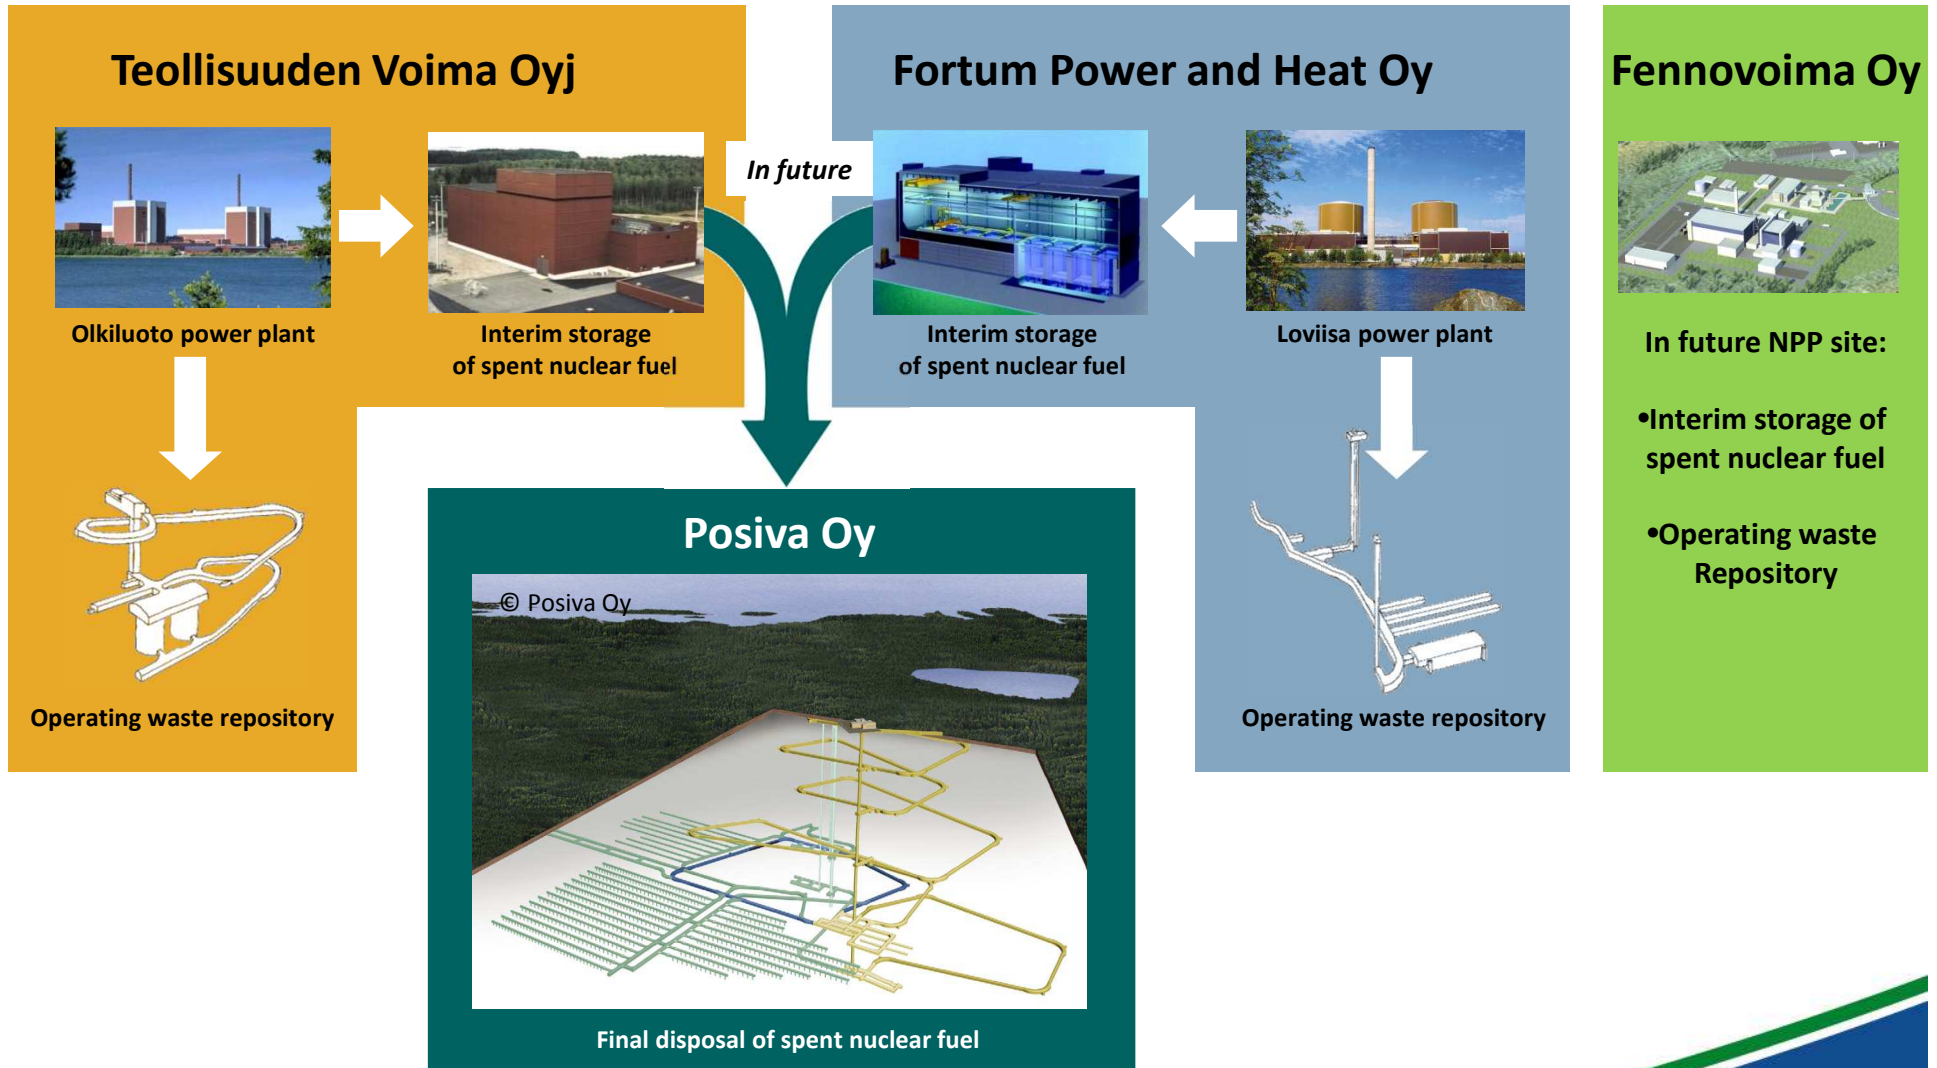 Teollisuuden Voima Oyj
Olkiluoto power plant
Interim storage
of spent nuclear fuel
Operating waste repository
In future
Fortum Power and Heat Oy
Interim storage
of spent nuclear fuel
Loviisa power plant
Operating waste repository
Posiva Oy
© Posiva Oy
Final disposal of spent nuclear fuel
Fennovoima Oy
In future NPP site:
•Interim storage of
spent nuclear fuel
•Operating waste
Repository